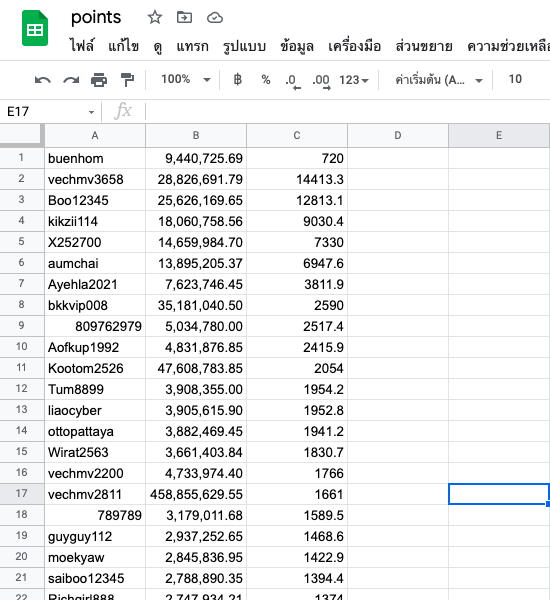 points
ไฟล์ แก้ไข ดู แทรก รูปแบบ ข้อมูล เครื่องมือ ส่วนขยาย ความช่วยเหลือ
100% ฿ % .0 .00 123 ค่าเริ่มต้น (A... 10
E17 fx
A B C D E
1 buenhom 9,440,725.69 720
2 vechmv3658 28,826,691.79 14413.3
3 Boo12345 25,626,169.65 12813.1
4 kikzii114 18,060,758.56 9030.4
5 X252700 14,659,984.70 7330
6 aumchai 13,895,205.37 6947.6
7 Ayehla2021 7,623,746.45 3811.9
8 bkkvip008 35,181,040.50 2590
9 809762979 5,034,780.00 2517.4
10 Aofkup1992 4,831,876.85 2415.9
11 Kootom2526 47,608,783.85 2054
12 Tum8899 3,908,355.00 1954.2
13 liaocyber 3,905,615.90 1952.8
14 ottopattaya 3,882,469.45 1941.2
15 Wirat2563 3,661,403.84 1830.7
16 vechmv2200 4,733,974.40 1766
17 vechmv2811 458,855,629.55 1661
18 789789 3,179,011.68 1589.5
19 guyguy112 2,937,252.65 1468.6
20 moekyaw 2,845,836.95 1422.9
21 saiboo12345 2,788,890.35 1394.4
22 Richgirl888 2,747,934.21 1374